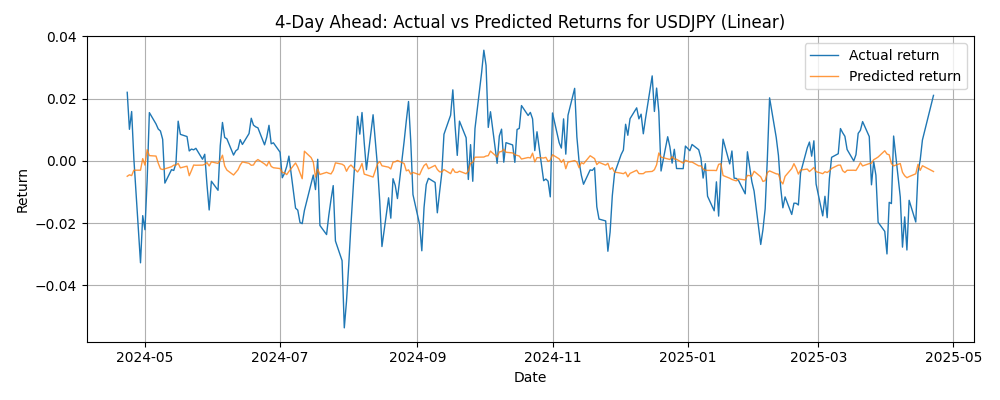 4-Day Ahead: Actual vs Predicted Returns for USDJPY (Linear)
Actual return
Predicted return
Return
0.04
0.02
0.00
−0.02
−0.04
2024-05 2024-07 2024-09 2024-11 2025-01 2025-03 2025-05
Date